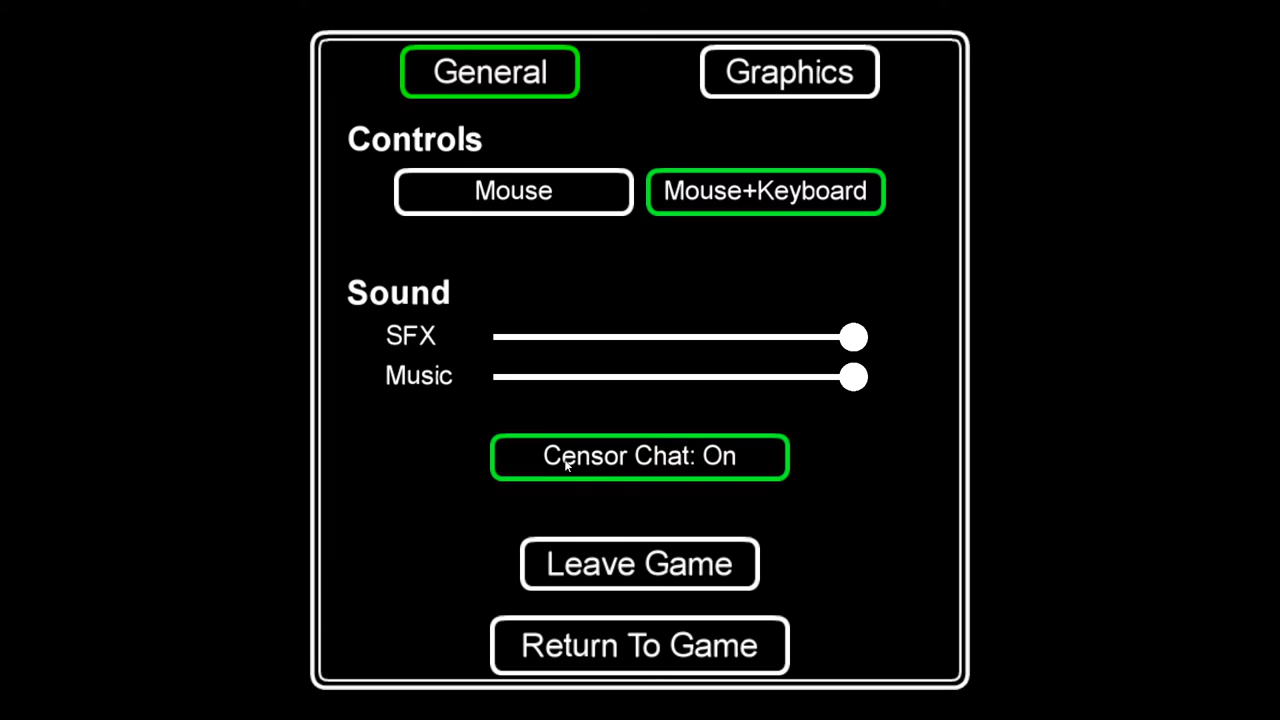 General
Graphics
Controls
Mouse
Mouse+Keyboard
Sound
SFX
Music
Censor Chat: On
Leave Game
Return To Game